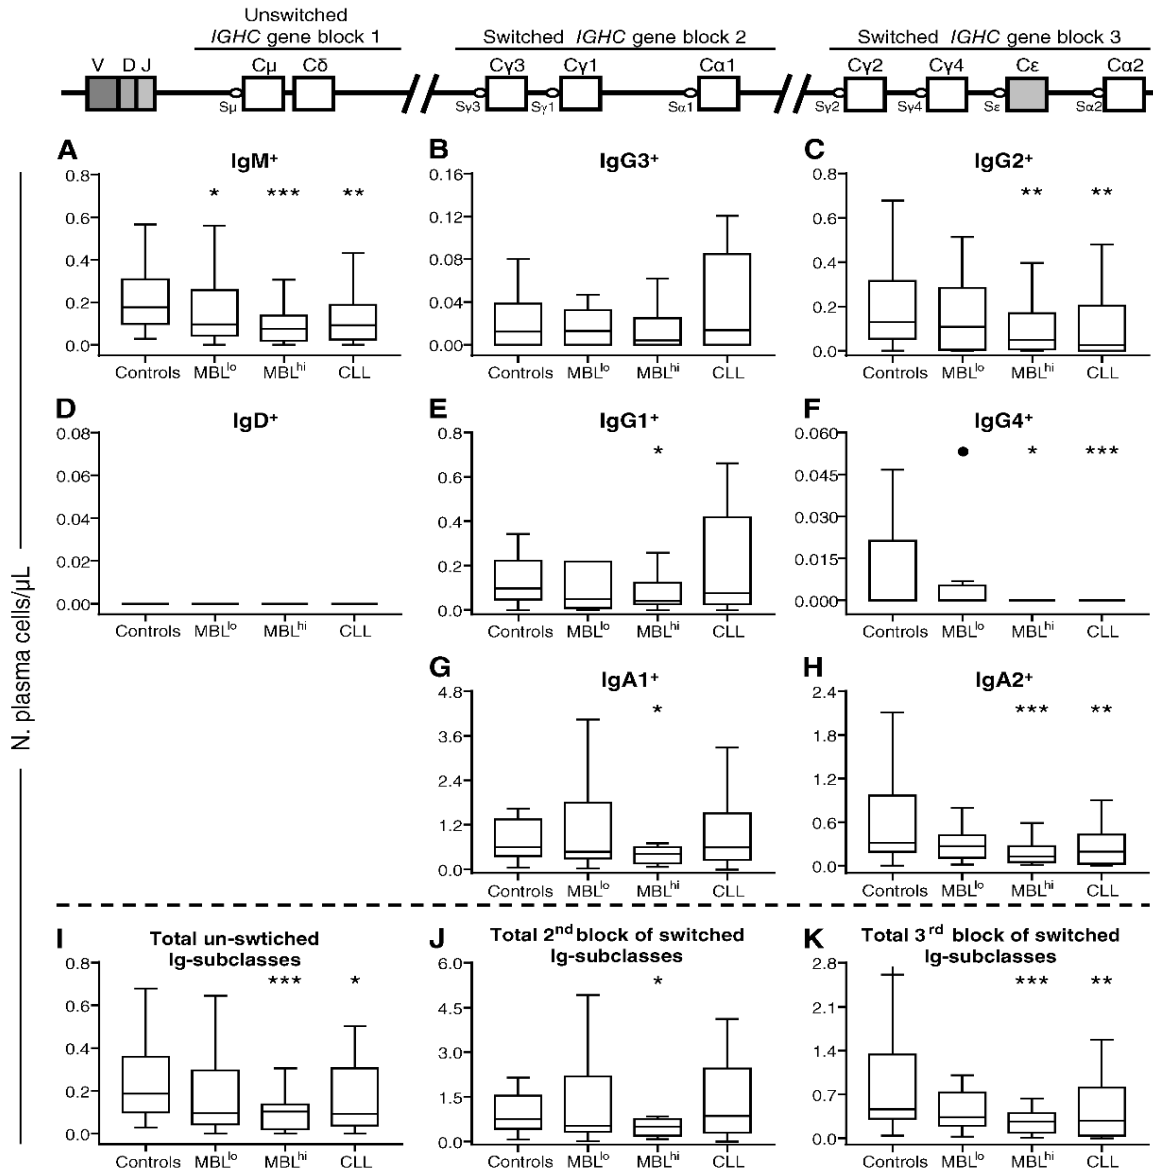 Unswitched
IGHC gene block 1
Switched IGHC gene block 2
Switched IGHC gene block 3
V D J Cμ Cδ Cγ3 Cγ1 Cα1 Cγ2 Cγ4 Cε Cα2
Sμ Sγ3 Sγ1 Sα1 Sγ2 Sγ4 Sε Sα2
N. plasma cells/μL
A IgM⁺
0.8
0.6
0.4
0.2
0.0
* *** **
Controls MBLˡᵒ MBLʰⁱ CLL
B IgG3⁺
0.16
0.12
0.08
0.04
0.00
Controls MBLˡᵒ MBLʰⁱ CLL
C IgG2⁺
0.8
0.6
0.4
0.2
0.0
** **
Controls MBLˡᵒ MBLʰⁱ CLL
D IgD⁺
0.08
0.06
0.04
0.02
0.00
Controls MBLˡᵒ MBLʰⁱ CLL
E IgG1⁺
0.8
0.6
0.4
0.2
0.0
*
Controls MBLˡᵒ MBLʰⁱ CLL
F IgG4⁺
0.060
0.045
0.030
0.015
0.000
● * ***
Controls MBLˡᵒ MBLʰⁱ CLL
G IgA1⁺
4.8
3.6
2.4
1.2
0.0
*
Controls MBLˡᵒ MBLʰⁱ CLL
H IgA2⁺
2.4
1.8
1.2
0.6
0.0
*** **
Controls MBLˡᵒ MBLʰⁱ CLL
I Total un-swtiched
Ig-subclasses
0.8
0.6
0.4
0.2
0.0
*** *
Controls MBLˡᵒ MBLʰⁱ CLL
J Total 2ⁿᵈ block of switched
Ig-subclasses
6.0
4.5
3.0
1.5
0.0
*
Controls MBLˡᵒ MBLʰⁱ CLL
K Total 3ʳᵈ block of switched
Ig-subclasses
2.8
2.1
1.4
0.7
0.0
*** **
Controls MBLˡᵒ MBLʰⁱ CLL